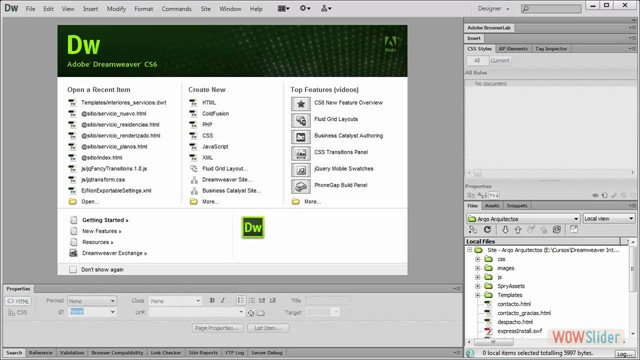 Dw File Edit View Insert Modify Format Commands Site Window Help Designer
Dw
Adobe® Dreamweaver® CS6
Adobe
Open a Recent Item
Templates/interiores_servicios.dwt
@sitio/servicio_nuevo.html
@sitio/servicio_residencias.html
@sitio/servicio_renderizado.html
@sitio/servicio_planos.html
@sitio/index.html
js/jqFancyTransitions.1.8.js
js/jqtransform.css
E|/NonExportableSettings.xml
Open...
Create New
HTML
ColdFusion
PHP
CSS
JavaScript
XML
Fluid Grid Layout...
Dreamweaver Site...
Business Catalyst Site...
More...
Top Features (videos)
CS6 New Feature Overview
Fluid Grid Layouts
Business Catalyst Authoring
CSS Transitions Panel
jQuery Mobile Swatches
PhoneGap Build Panel
More...
Getting Started »
New Features »
Resources »
Dreamweaver Exchange »
Dw
Don't show again
Properties
HTML Format None Class None B I Title
CSS ID None Link Target
Page Properties... List Item...
Search Reference Validation Browser Compatibility Link Checker Site Reports FTP Log Server Debug
Adobe BrowserLab
Insert
CSS Styles AP Elements Tag Inspector
All Current
All Rules
No document
Properties
Files Assets Snippets
Arqo Arquitectos Local view
Local Files
Site - Arqo Arquitectos (E:\Cursos\Dreamweaver Int...
css
images
js
SpryAssets
Templates
contacto.html
contacto_gracias.html
despacho.html
expressInstall.swf
0 local items selected totalling 5997 bytes. Log...
WOWSlider